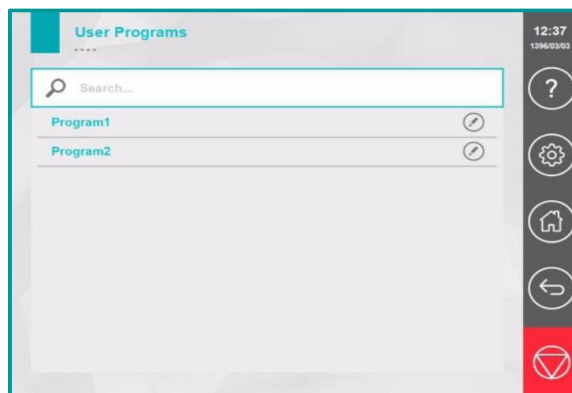 User Programs
----
Search...
Program1
Program2
12:37
1396/03/03
?